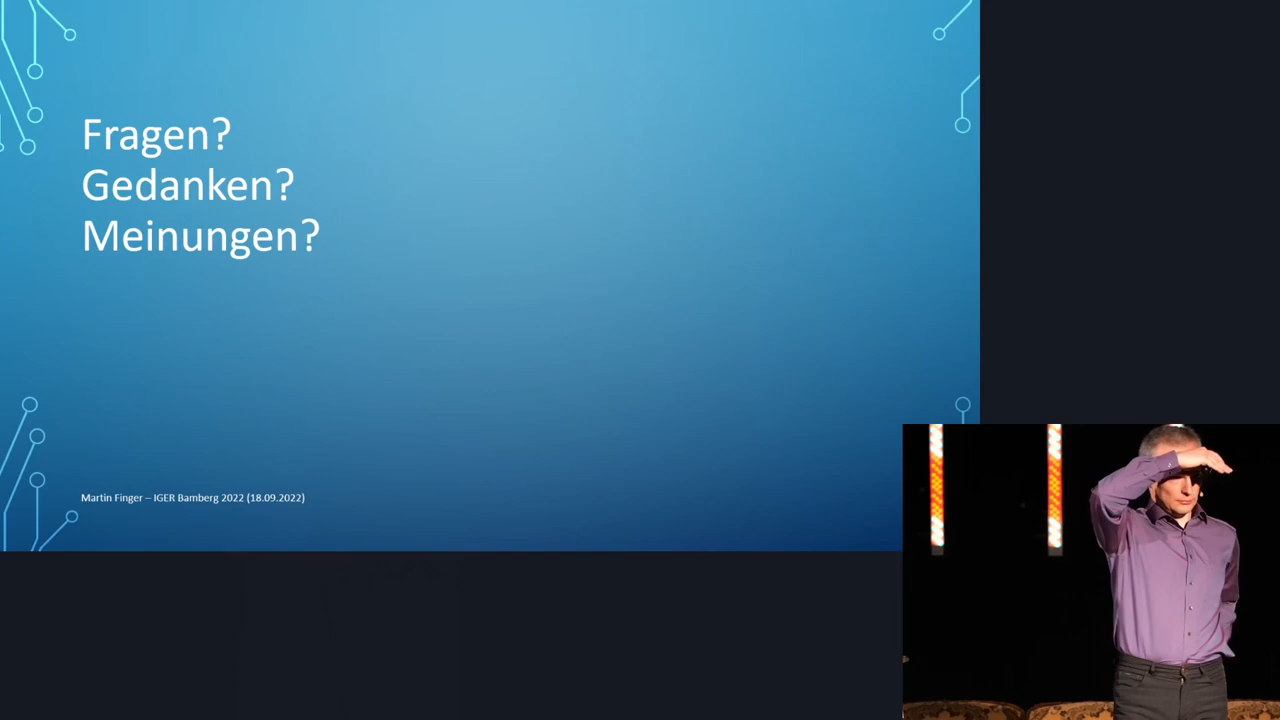 Fragen?
Gedanken?
Meinungen?
Martin Finger – IGER Bamberg 2022 (18.09.2022)